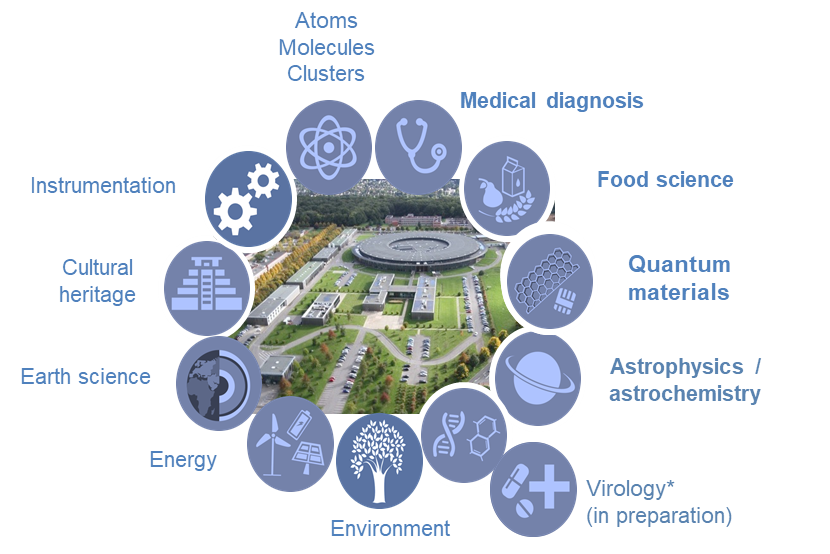 Atoms
Molecules
Clusters
Medical diagnosis
Instrumentation
Food science
Cultural
heritage
Quantum
materials
Earth science
Astrophysics /
astrochemistry
Energy
Virology*
(in preparation)
Environment